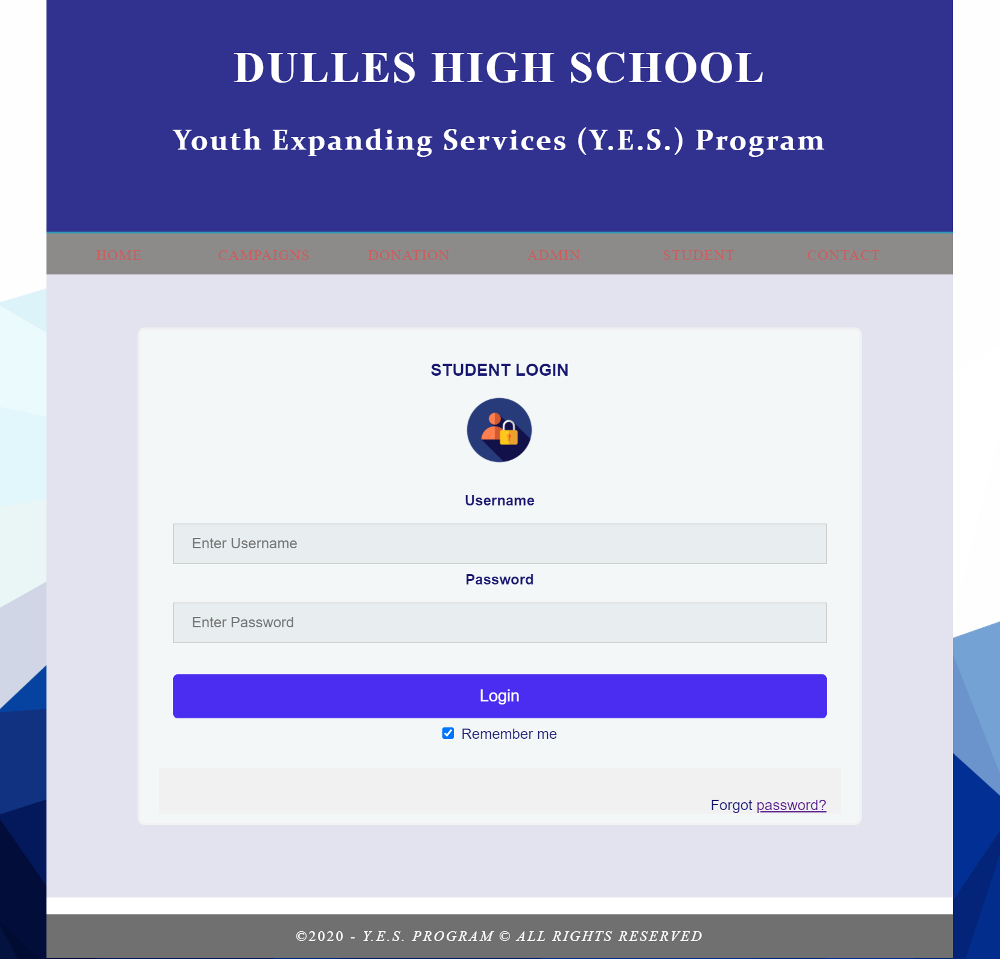 DULLES HIGH SCHOOL
Youth Expanding Services (Y.E.S.) Program
HOME CAMPAIGNS DONATION ADMIN STUDENT CONTACT
STUDENT LOGIN
Username
Enter Username
Password
Enter Password
Login
Remember me
Forgot password?
©2020 - Y.E.S. PROGRAM © ALL RIGHTS RESERVED